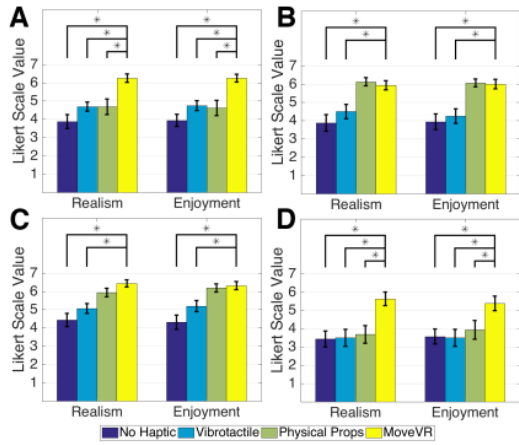 A
Likert Scale Value
7
6
5
4
3
2
1
*
*
*
*
*
*
Realism
Enjoyment
B
Likert Scale Value
7
6
5
4
3
2
1
*
*
*
*
Realism
Enjoyment
C
Likert Scale Value
7
6
5
4
3
2
1
*
*
*
*
Realism
Enjoyment
D
Likert Scale Value
7
6
5
4
3
2
1
*
*
*
*
*
*
Realism
Enjoyment
No Haptic Vibrotactile Physical Props MoveVR